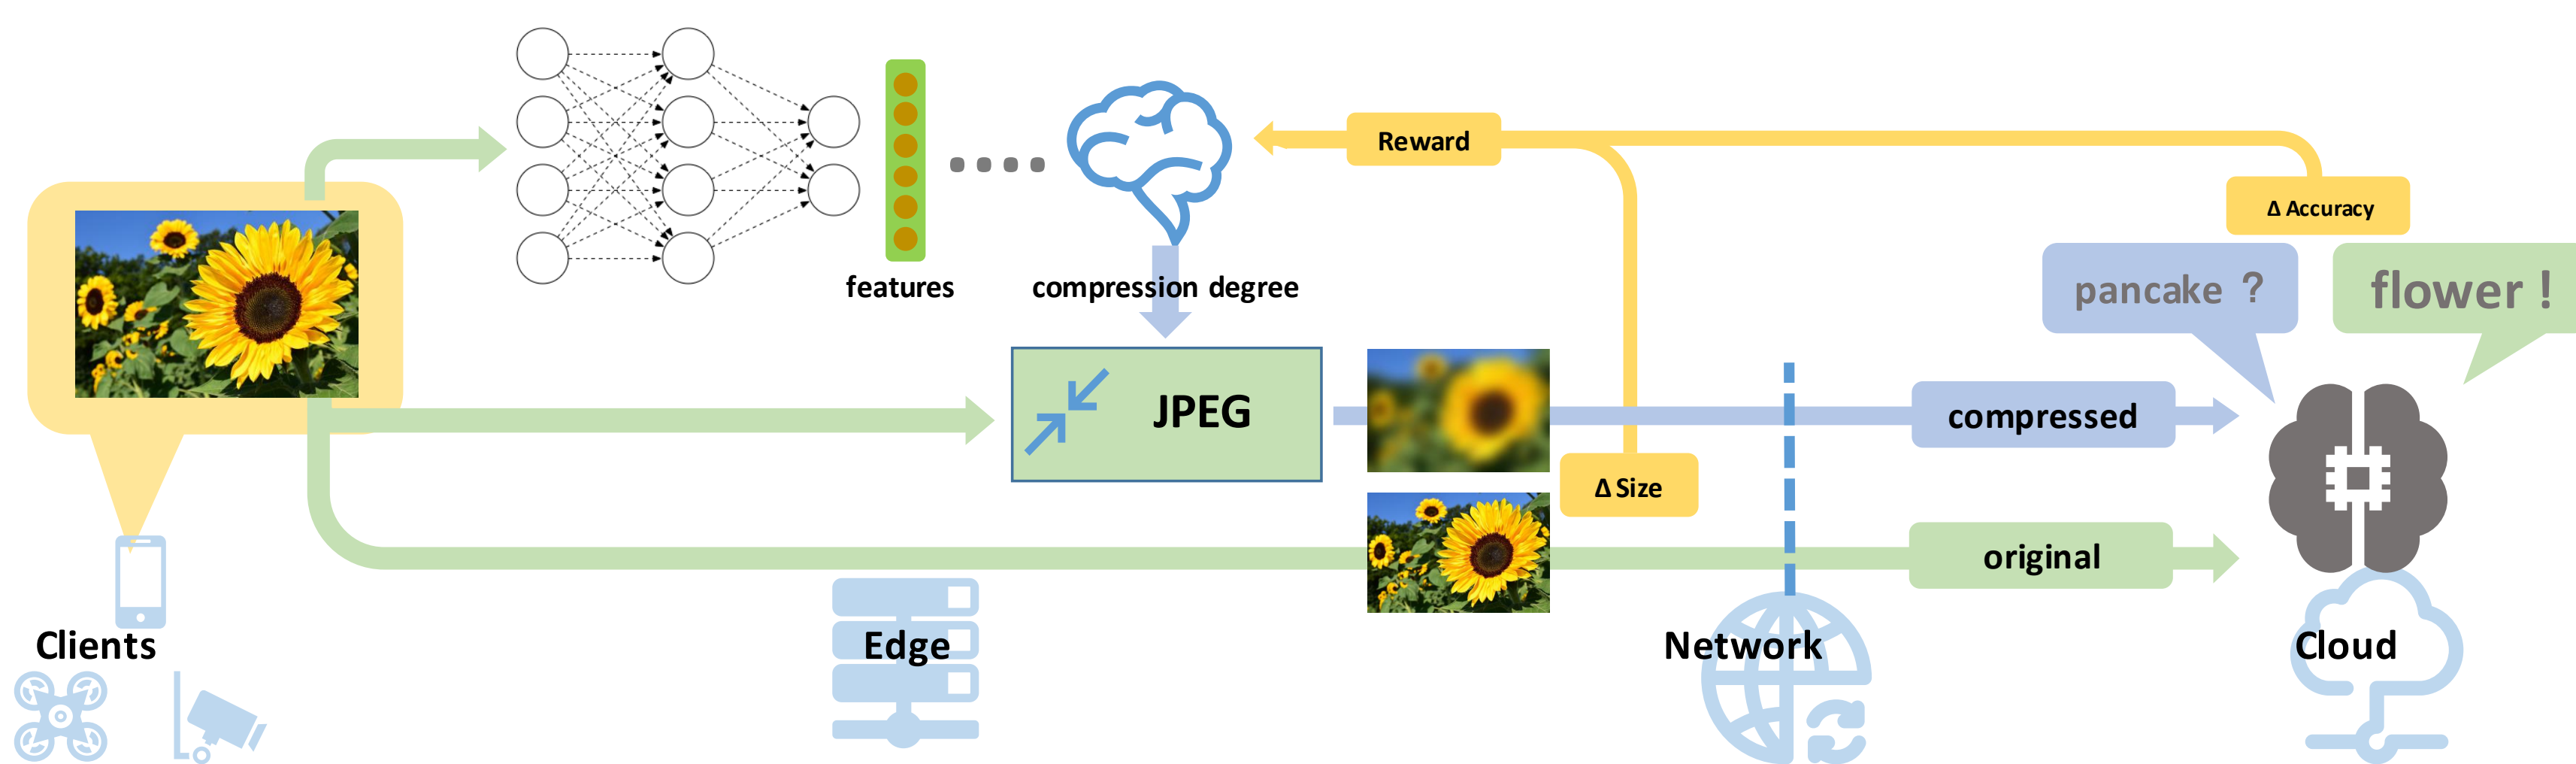 Reward
Δ Accuracy
features
compression degree
pancake ?
flower !
JPEG
compressed
Δ Size
original
Clients
Edge
Network
Cloud